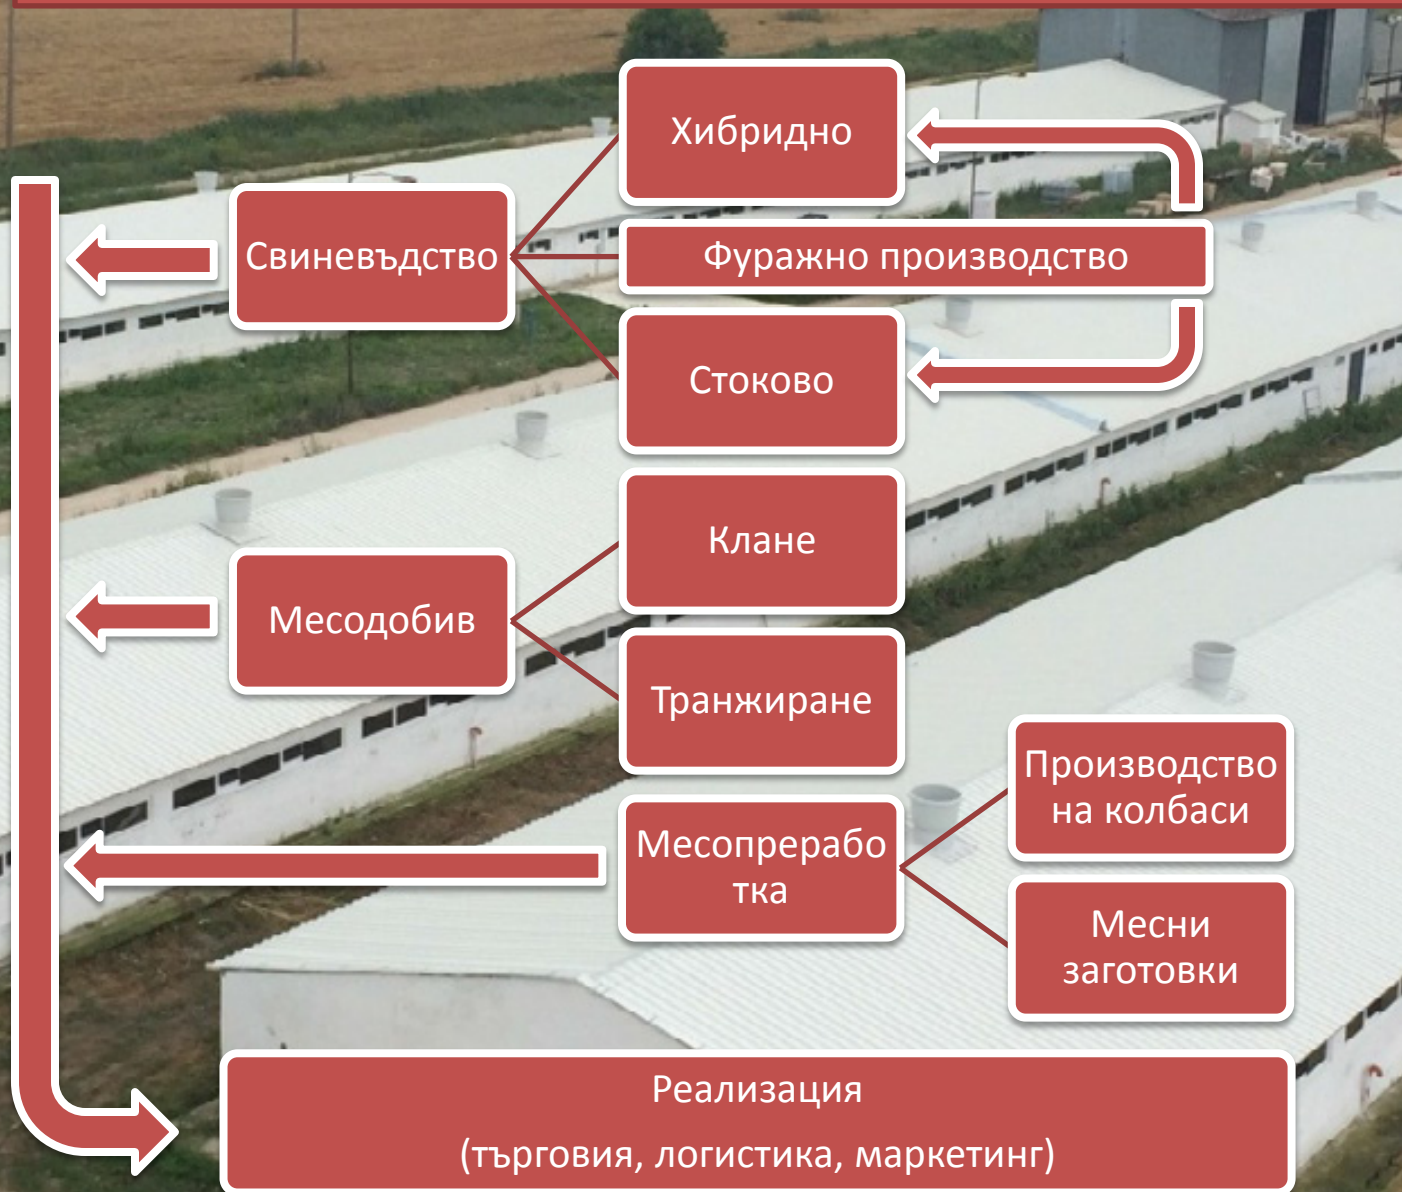 Хибридно
Свиневъдство
Фуражно производство
Стоково
Клане
Месодобив
Транжиране
Производство
на колбаси
Месопрерабо
тка
Месни
заготовки
Реализация
(търговия, логистика, маркетинг)